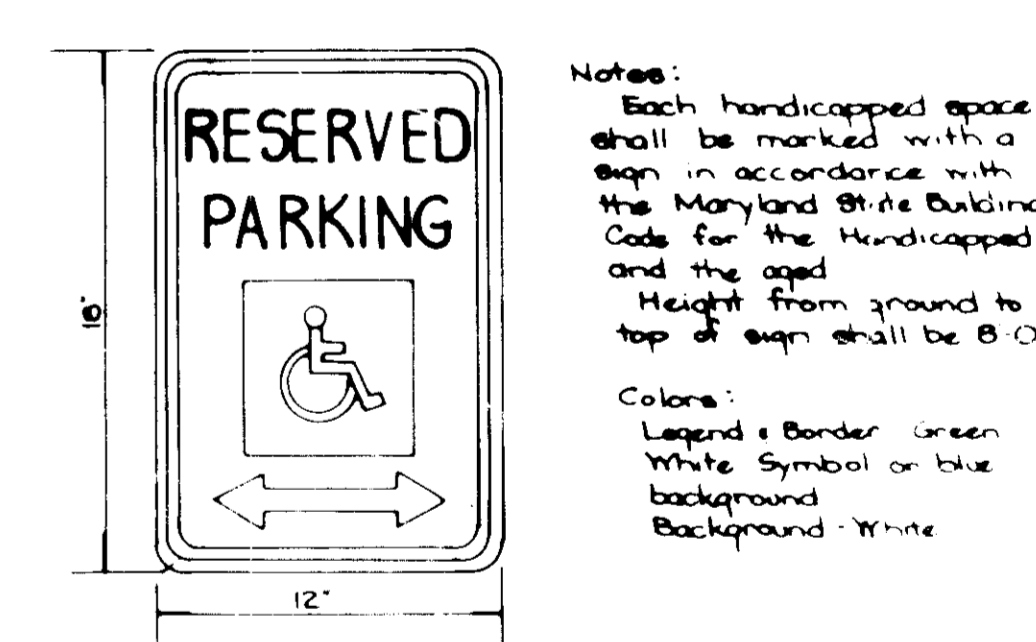 RESERVED
PARKING
12"
Notes:
Each handicapped space
shall be marked with a
sign in accordance with
the Maryland State Building
Code for the Handicapped
and the aged
Height from ground to
top of sign shall be 8'-0
Colors:
Legend & Border Green
White Symbol on blue
background
Background - White